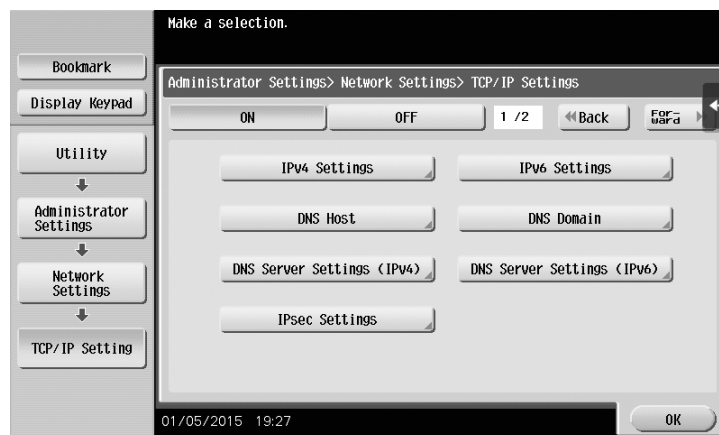 Make a selection.
Bookmark
Display Keypad
Utility
Administrator
Settings
Network
Settings
TCP/IP Setting
Administrator Settings> Network Settings> TCP/IP Settings
ON
OFF
1 /2
Back
For-
ward
IPv4 Settings
IPv6 Settings
DNS Host
DNS Domain
DNS Server Settings (IPv4)
DNS Server Settings (IPv6)
IPsec Settings
01/05/2015 19:27
OK